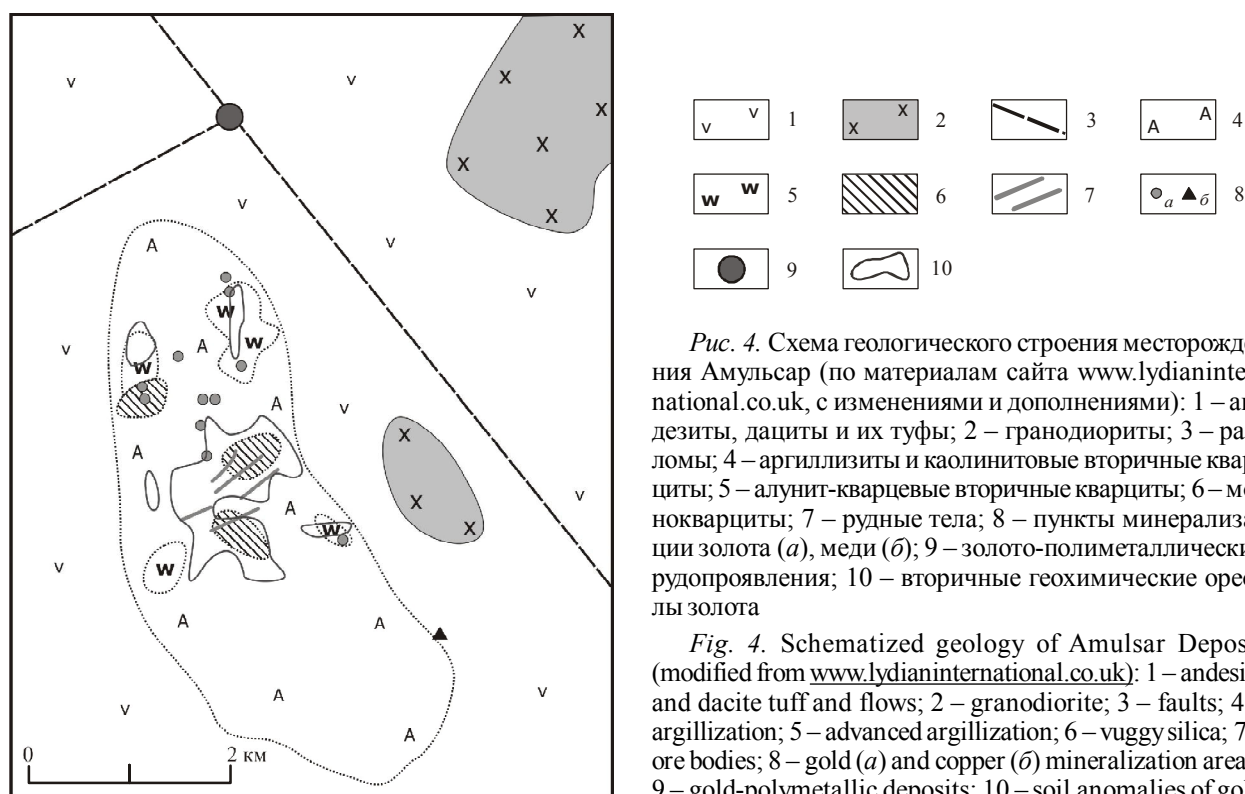 X
v v X
X
X
X
v X
A v
v
w
v A w
w
A v
X
A
A X v
w X
v w
A A
A v
v
A
0 2 км
v v 1 X X 2 3 A A 4
w w 5 6 7 а б 8
9 10
Рис. 4. Схема геологического строения месторожде
ния Амульсар (по материалам сайта www.lydianinte
national.co.uk, с изменениями и дополнениями): 1 – ан
дезиты, дациты и их туфы; 2 – гранодиориты; 3 – ра
ломы; 4 – аргиллизиты и каолинитовые вторичные квар
циты; 5 – алунит-кварцевые вторичные кварциты; 6 – мо
нокварциты; 7 – рудные тела; 8 – пункты минерализа
ции золота (а), меди (б); 9 – золото-полиметаллически
рудопроявления; 10 – вторичные геохимические орео
лы золота
Fig. 4. Schematized geology of Amulsar Depos
(modified from www.lydianinternational.co.uk): 1 – andesi
and dacite tuff and flows; 2 – granodiorite; 3 – faults; 4
argillization; 5 – advanced argillization; 6 – vuggy silica; 7
ore bodies; 8 – gold (а) and copper (б) mineralization area
9 – gold-polymetallic deposits; 10 – soil anomalies of gol